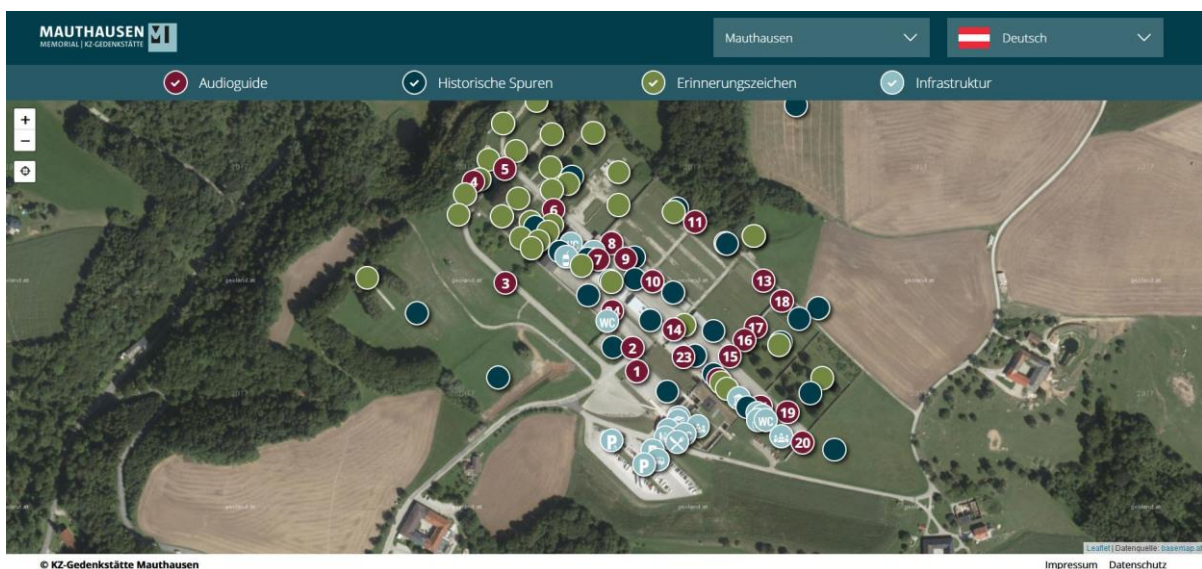 MAUTHAUSEN
MEMORIAL | KZ-GEDENKSTÄTTE
Mauthausen
Deutsch
Audioguide
Historische Spuren
Erinnerungszeichen
Infrastruktur
+
−
5
4
6
11
8
WC
7
9
3
10
13
18
WC
14
17
16
2
23
15
1
19
WC
20
P
P
Leaflet | Datenquelle: basemap.at
© KZ-Gedenkstätte Mauthausen
Impressum Datenschutz